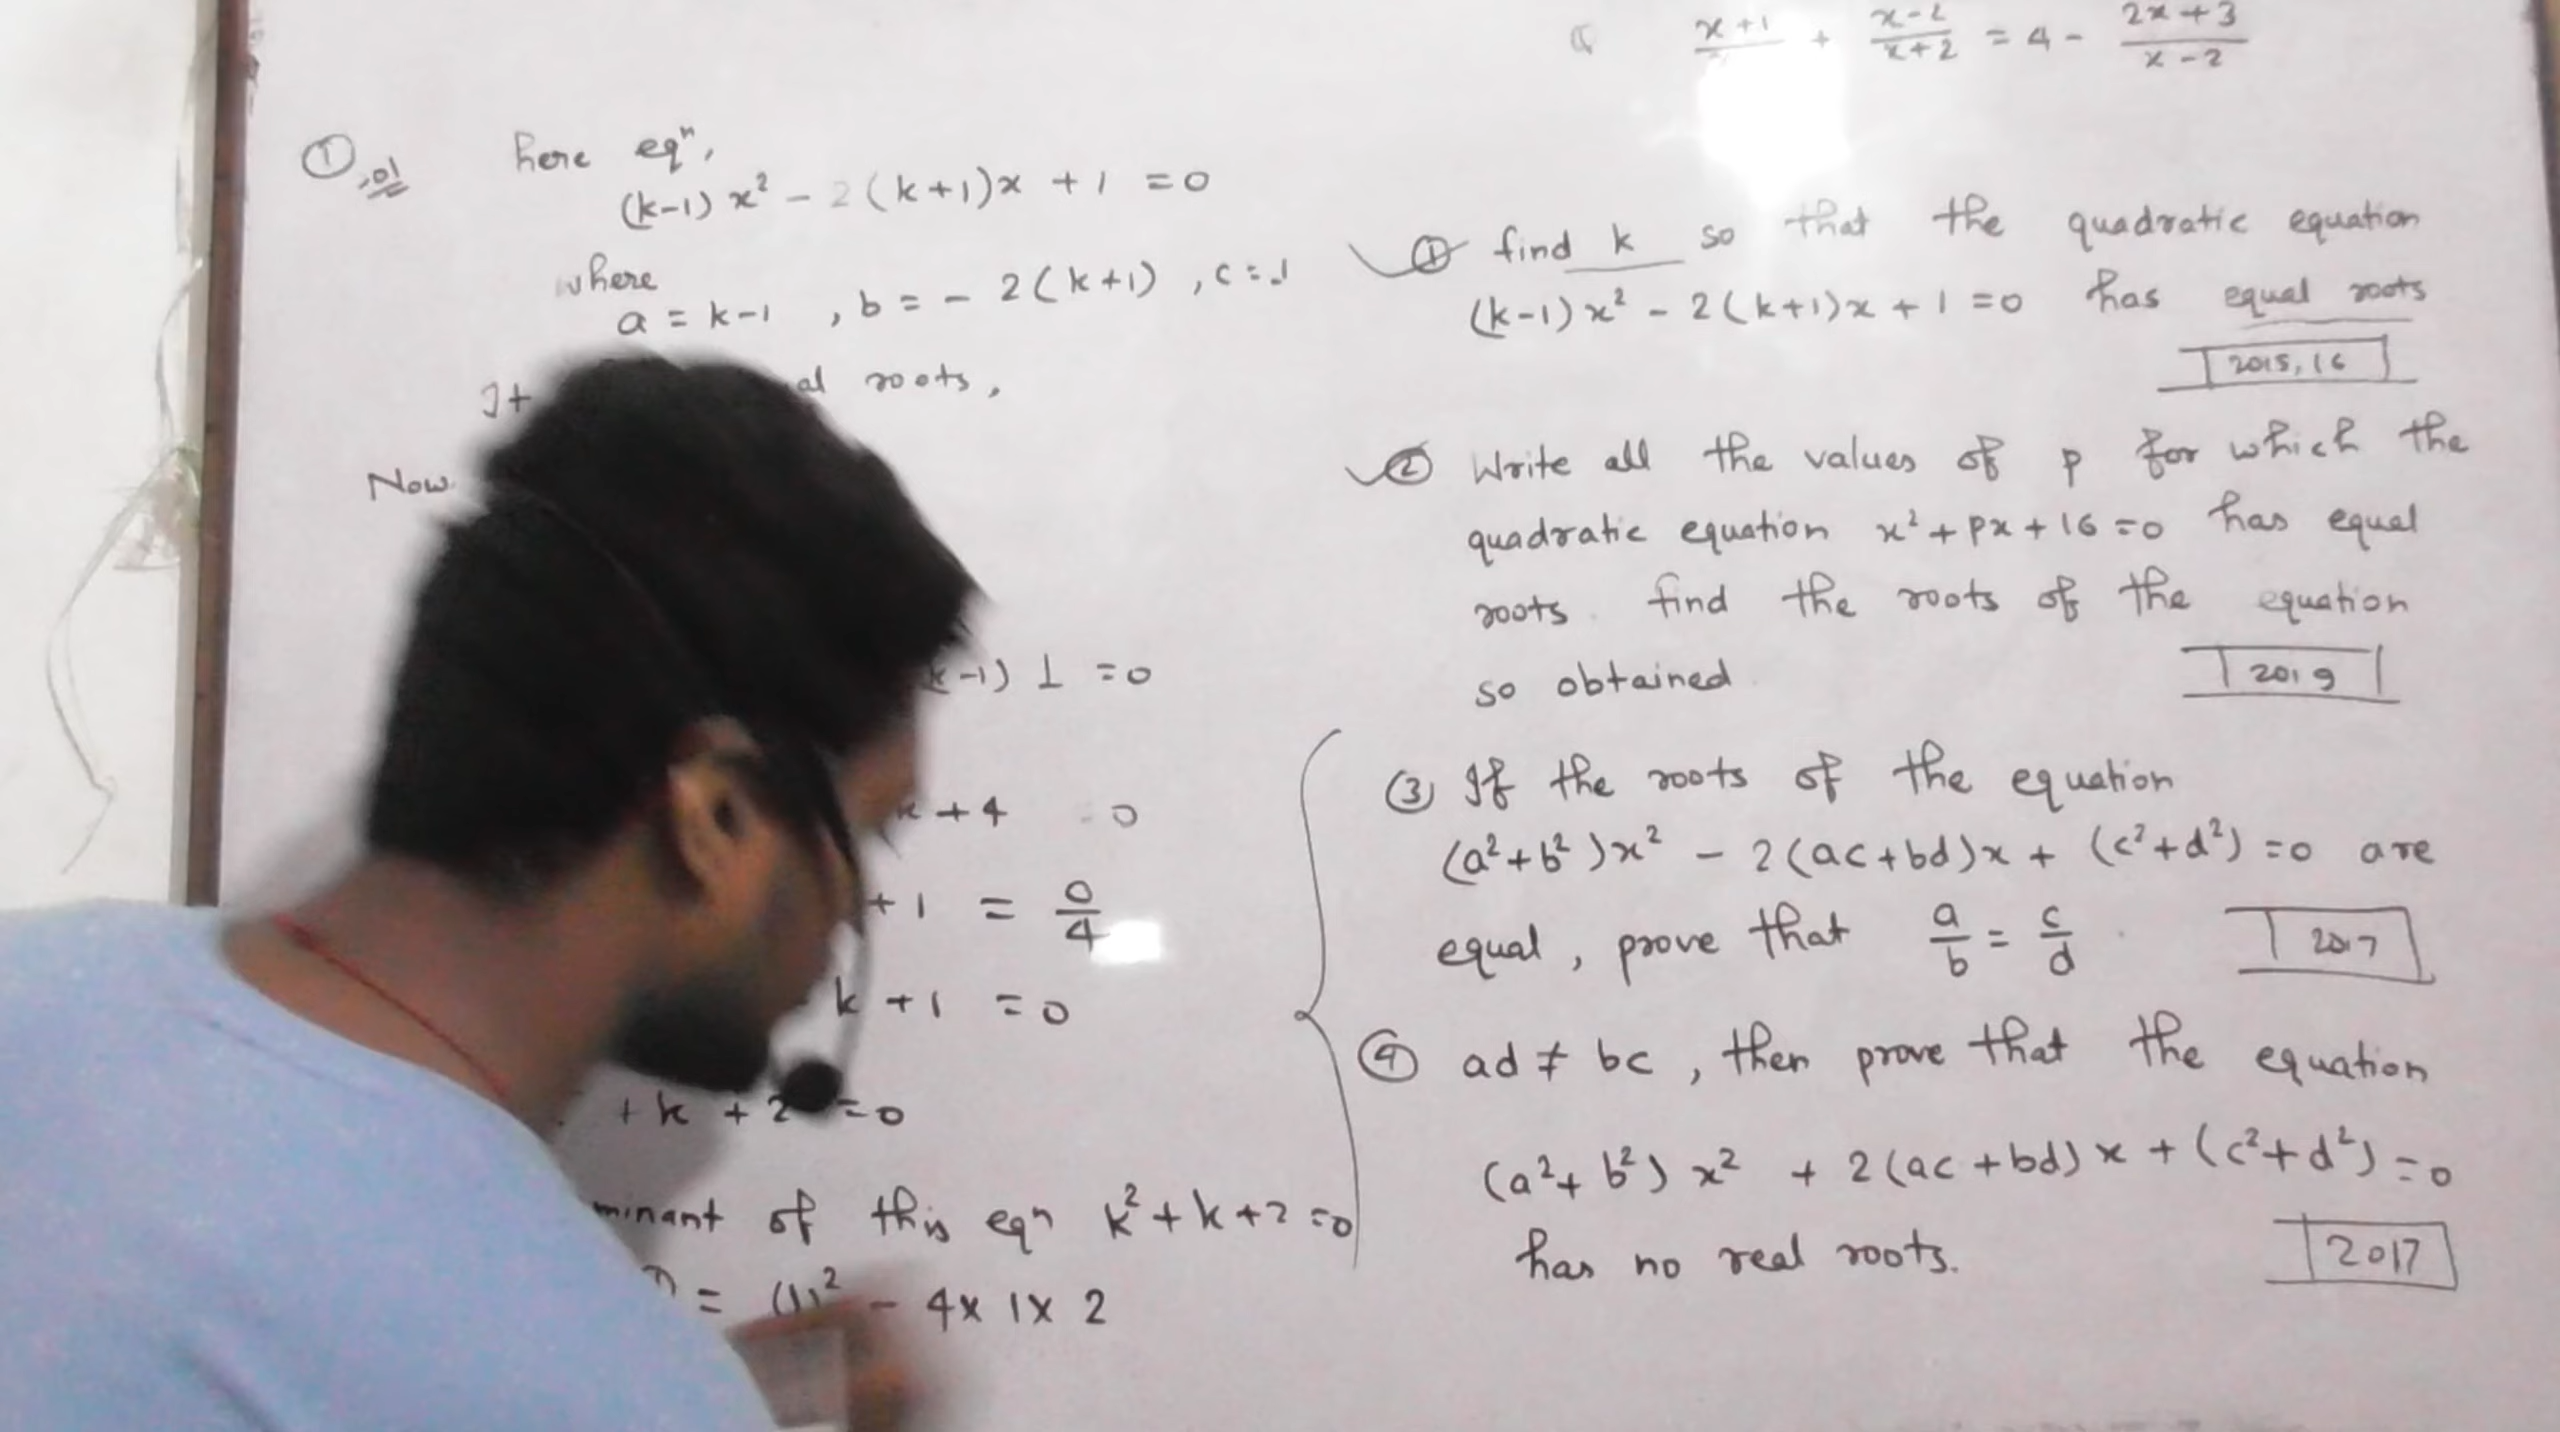 x+1 + x-2/x+2 = 4 - 2x+3/x-2
① sol here eqⁿ,
(k-1) x² - 2(k+1)x + 1 = 0
where
a = k-1 , b = - 2(k+1) , c = 1
It al roots,
Now
k-1) 1 = 0
k + 4 0
+ 1 = 0/4
k + 1 = 0
+ k + 2 = 0
minant of this eqn k² + k + 2 = 0
= (1)² - 4 x 1 x 2
① find k so that the quadratic equation
(k-1) x² - 2(k+1)x + 1 = 0 has equal roots
2015, 16
② Write all the values of p for which the
quadratic equation x² + px + 16 = 0 has equal
roots. find the roots of the equation
so obtained
2019
③ If the roots of the equation
(a²+b²)x² - 2(ac+bd)x + (c²+d²) = 0 are
equal, prove that a/b = c/d.
2017
④ ad ≠ bc, then prove that the equation
(a²+b²) x² + 2(ac+bd)x + (c²+d²) = 0
has no real roots.
2017